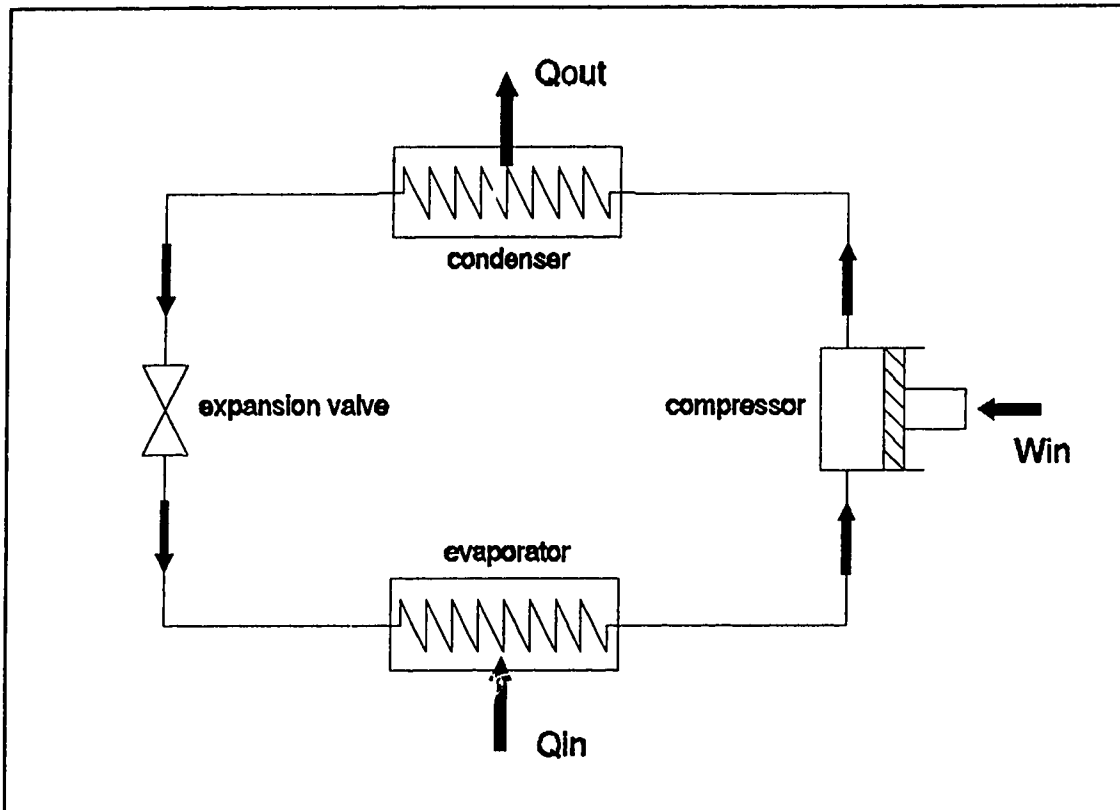 Qout
condenser
expansion valve
compressor
Win
evaporator
Qin